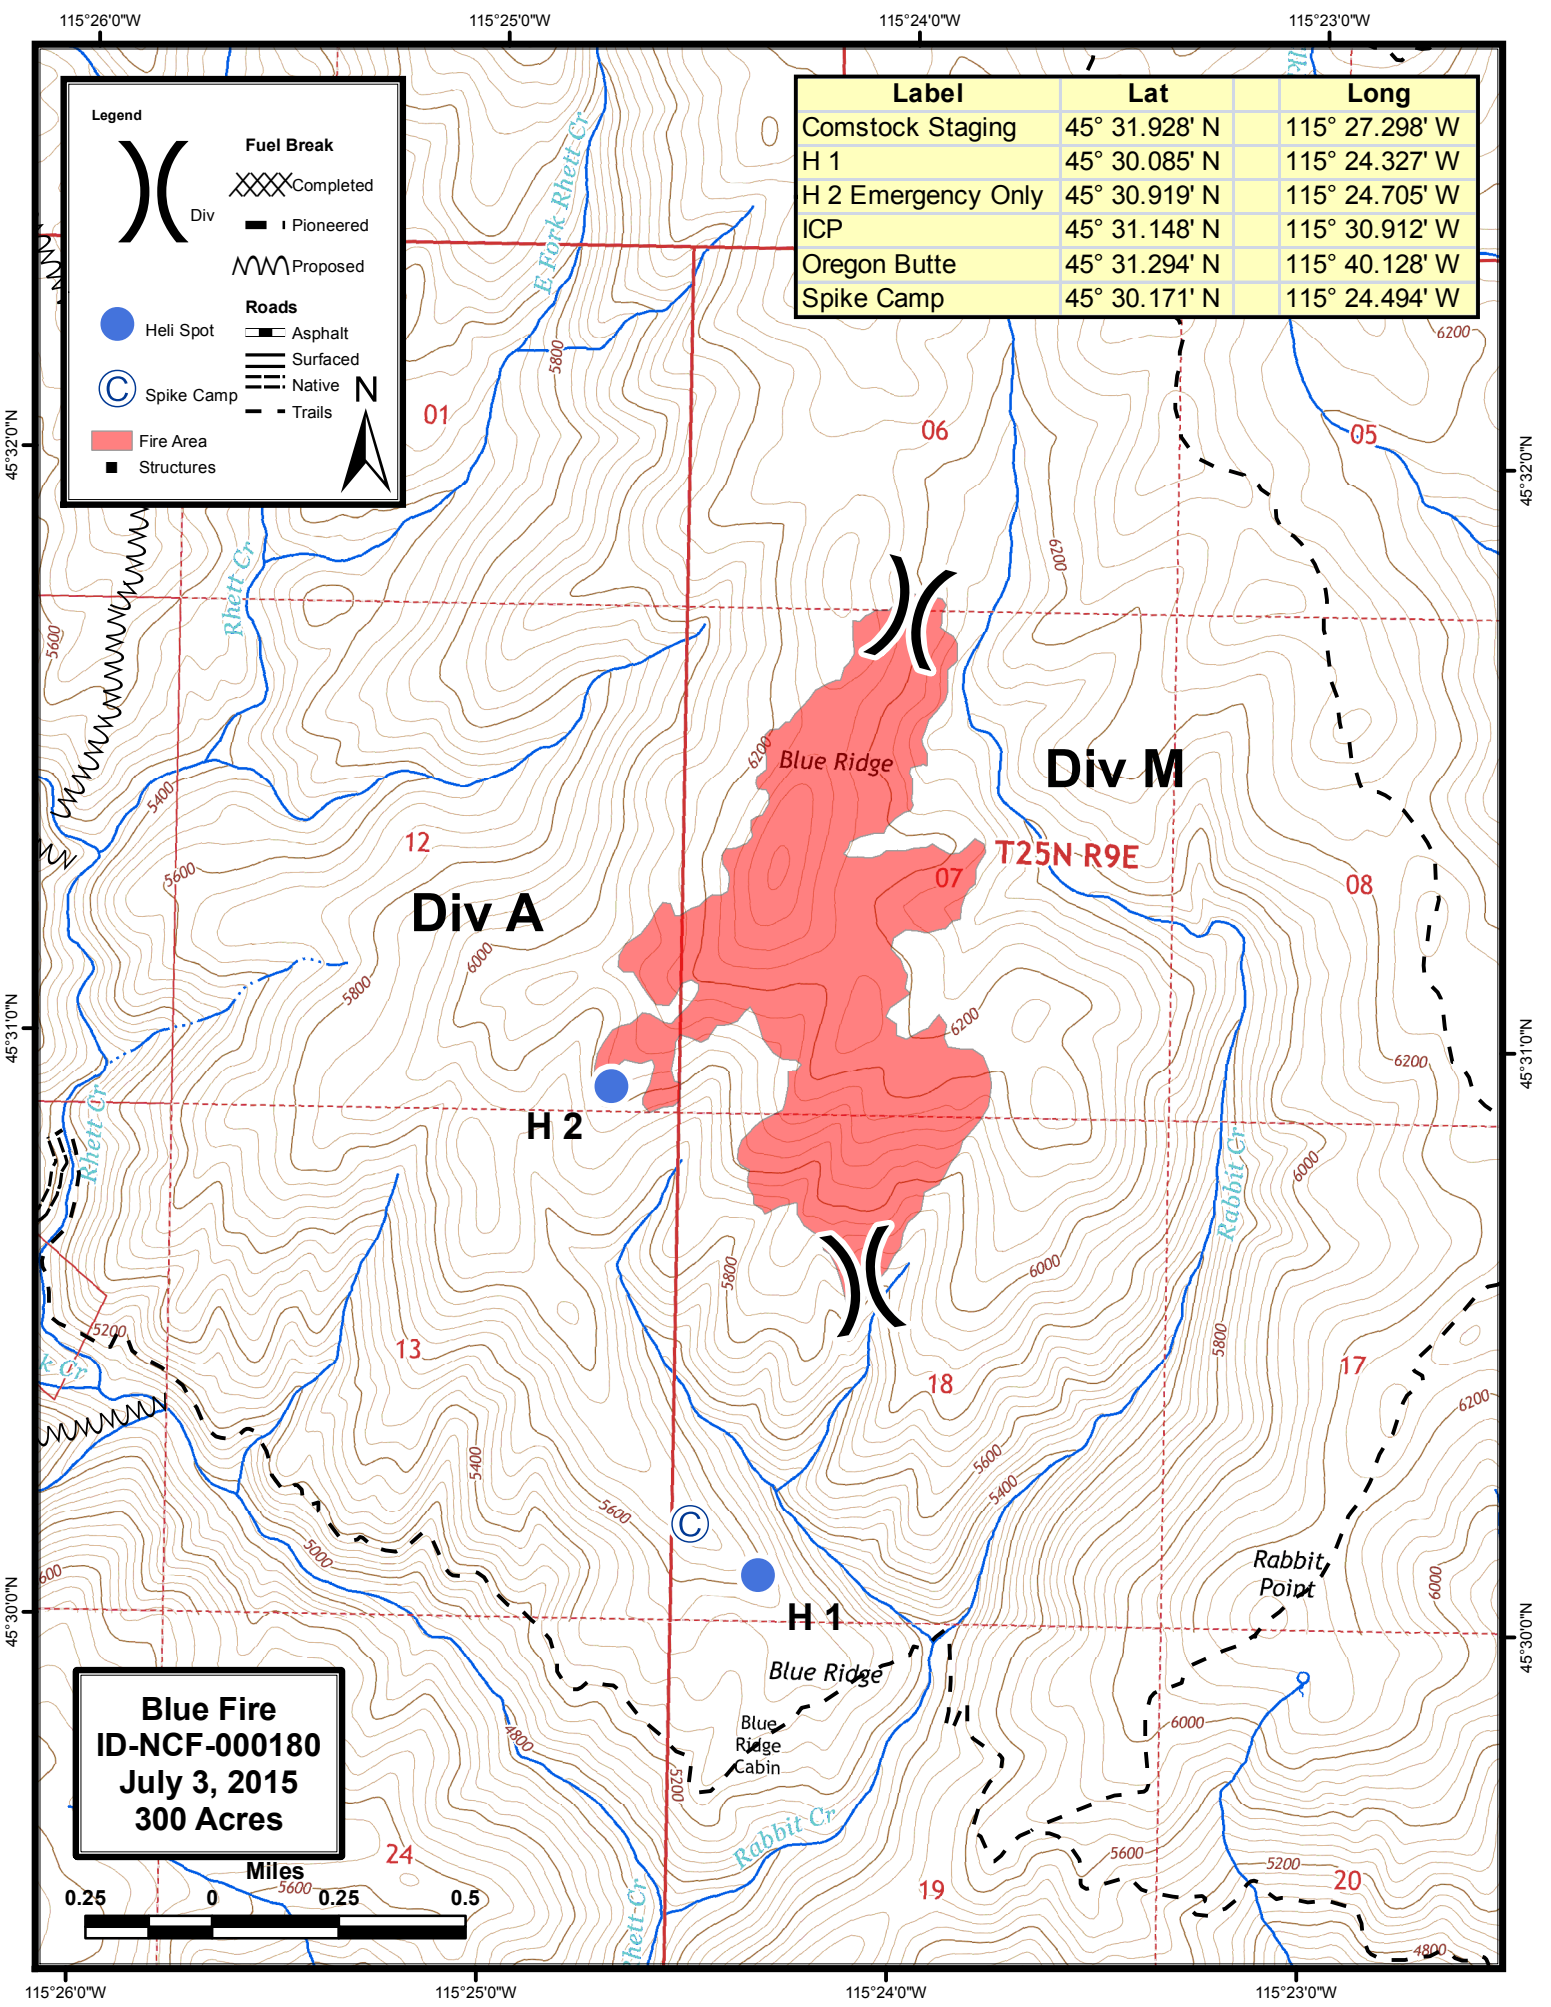 115°26'0"W
115°25'0"W
115°24'0"W
115°23'0"W
Legend
Div
Fuel Break
Completed
Pioneered
Proposed
Heli Spot
Spike Camp
Fire Area
Structures
Roads
Asphalt
Surfaced
Native
Trails
N
Label Lat Long
Comstock Staging 45° 31.928' N 115° 27.298' W
H 1 45° 30.085' N 115° 24.327' W
H 2 Emergency Only 45° 30.919' N 115° 24.705' W
ICP 45° 31.148' N 115° 30.912' W
Oregon Butte 45° 31.294' N 115° 40.128' W
Spike Camp 45° 30.171' N 115° 24.494' W
E Fork Rhett Cr
5800
6200
01
06
05
45°32'0"N
45°32'0"N
Rhett Cr
6200
5600
6200
Blue Ridge
Div M
5400
12
T25N R9E
5600
07
08
Div A
6000
5800
6200
45°31'0"N
45°31'0"N
6200
H 2
Rhett Cr
Rabbit Cr
6000
5800
6000
5200
k Cr
13
5800
17
18
6200
5400
5600
5400
5600
C
5000
600
Rabbit
Point
6000
45°30'0"N
45°30'0"N
H 1
Blue Ridge
Blue
Ridge
Cabin
4800
5200
6000
Blue Fire
ID-NCF-000180
July 3, 2015
300 Acres
Rabbit Cr
5600
5200
24
19
20
Miles
5600
0.25 0 0.25 0.5
hett Cr
4800
115°26'0"W
115°25'0"W
115°24'0"W
115°23'0"W